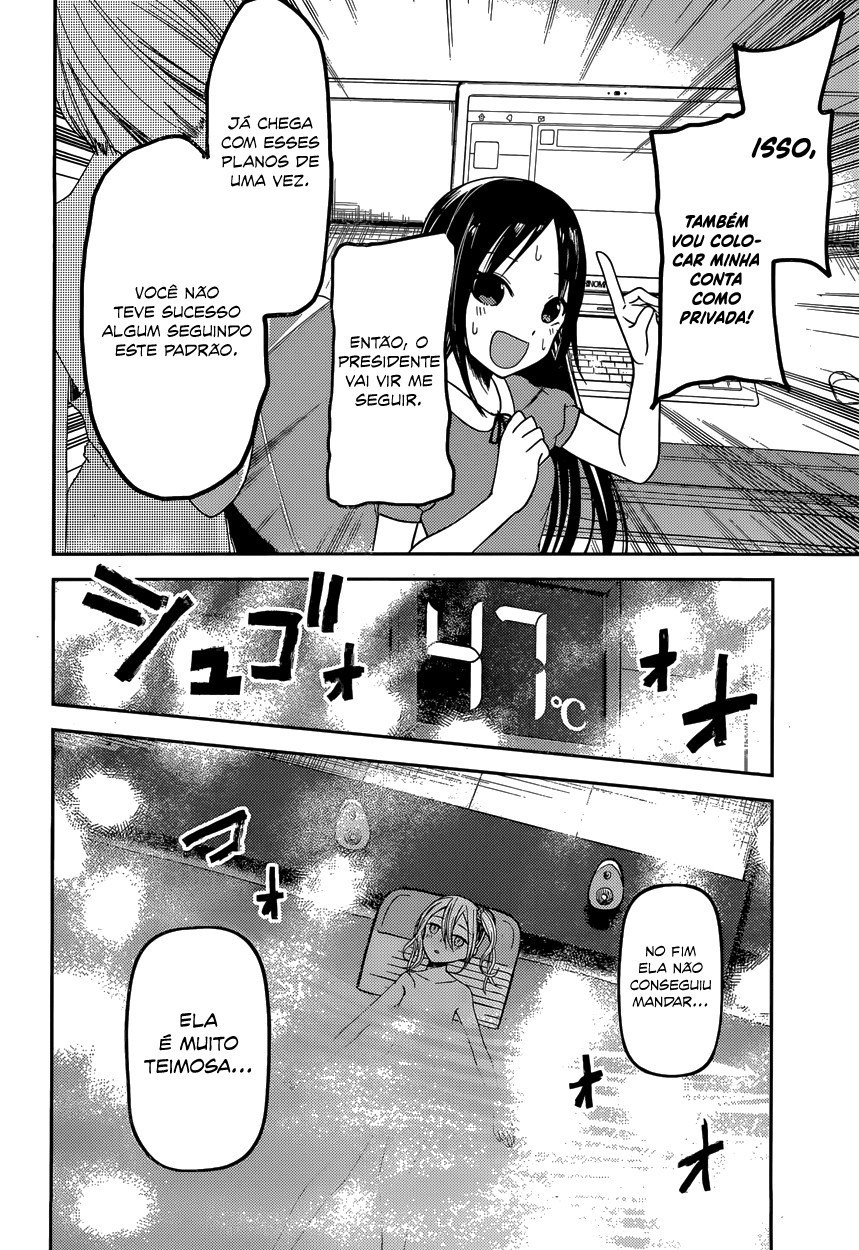 ISSO,
TAMBÉM
VOU COLO-
CAR MINHA
CONTA
COMO
PRIVADA!
ENTÃO, O
PRESIDENTE
VAI VIR ME
SEGUIR.
JÁ CHEGA
COM ESSES
PLANOS DE
UMA VEZ.
VOCÊ NÃO
TEVE SUCESSO
ALGUM SEGUINDO
ESTE PADRÃO.
シュゴォ
47°C
ォォ
NO FIM
ELA NÃO
CONSEGUIU
MANDAR...
ォォ
ELA
É MUITO
TEIMOSA...
ォォ